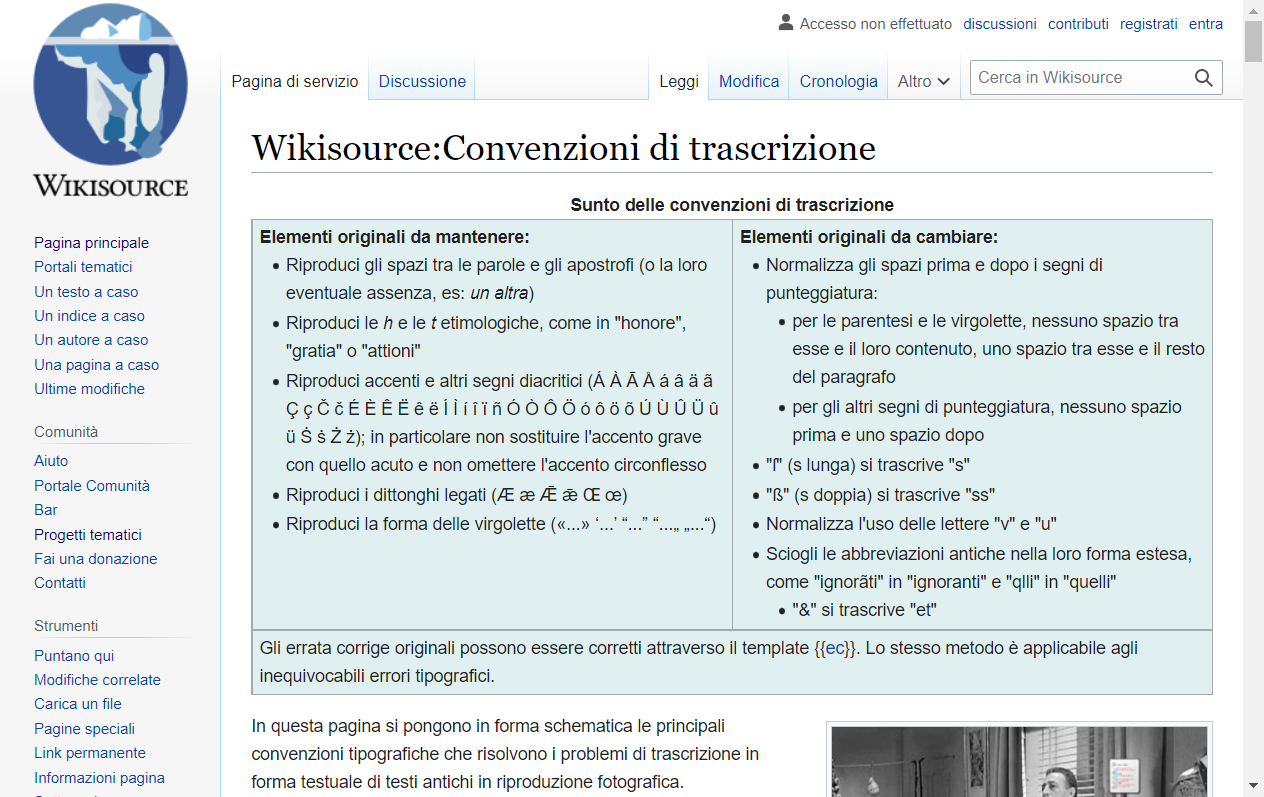 Accesso non effettuato discussioni contributi registrati entra
Pagina di servizio Discussione Leggi Modifica Cronologia Altro Cerca in Wikisource
WIKISOURCE
Wikisource:Convenzioni di trascrizione
Pagina principale
Portali tematici
Un testo a caso
Un indice a caso
Un autore a caso
Una pagina a caso
Ultime modifiche
Comunità
Aiuto
Portale Comunità
Bar
Progetti tematici
Fai una donazione
Contatti
Strumenti
Puntano qui
Modifiche correlate
Carica un file
Pagine speciali
Link permanente
Informazioni pagina
Sunto delle convenzioni di trascrizione
Elementi originali da mantenere:
• Riproduci gli spazi tra le parole e gli apostrofi (o la loro
eventuale assenza, es: un altra)
• Riproduci le h e le t etimologiche, come in "honore",
"gratia" o "attioni"
• Riproduci accenti e altri segni diacritici (Á À Ã Å á â ä ã
Ç ç Č č É È Ê Ë ê ë Í Ì í î ï ñ Ó Ò Ô Ö ó ô ö õ Ú Ù Û Ü û
ü Ṡ ṡ Ż ż); in particolare non sostituire l'accento grave
con quello acuto e non omettere l'accento circonflesso
• Riproduci i dittonghi legati (Æ æ Ǣ ǣ Œ œ)
• Riproduci la forma delle virgolette («...» ‘...’ “...” “...„ „...“)
Elementi originali da cambiare:
• Normalizza gli spazi prima e dopo i segni di
punteggiatura:
• per le parentesi e le virgolette, nessuno spazio tra
esse e il loro contenuto, uno spazio tra esse e il resto
del paragrafo
• per gli altri segni di punteggiatura, nessuno spazio
prima e uno spazio dopo
• "ſ" (s lunga) si trascrive "s"
• "ß" (s doppia) si trascrive "ss"
• Normalizza l'uso delle lettere "v" e "u"
• Sciogli le abbreviazioni antiche nella loro forma estesa,
come "ignorãti" in "ignoranti" e "qlli" in "quelli"
• "&" si trascrive "et"
Gli errata corrige originali possono essere corretti attraverso il template {{ec}}. Lo stesso metodo è applicabile agli
inequivocabili errori tipografici.
In questa pagina si pongono in forma schematica le principali
convenzioni tipografiche che risolvono i problemi di trascrizione in
forma testuale di testi antichi in riproduzione fotografica.